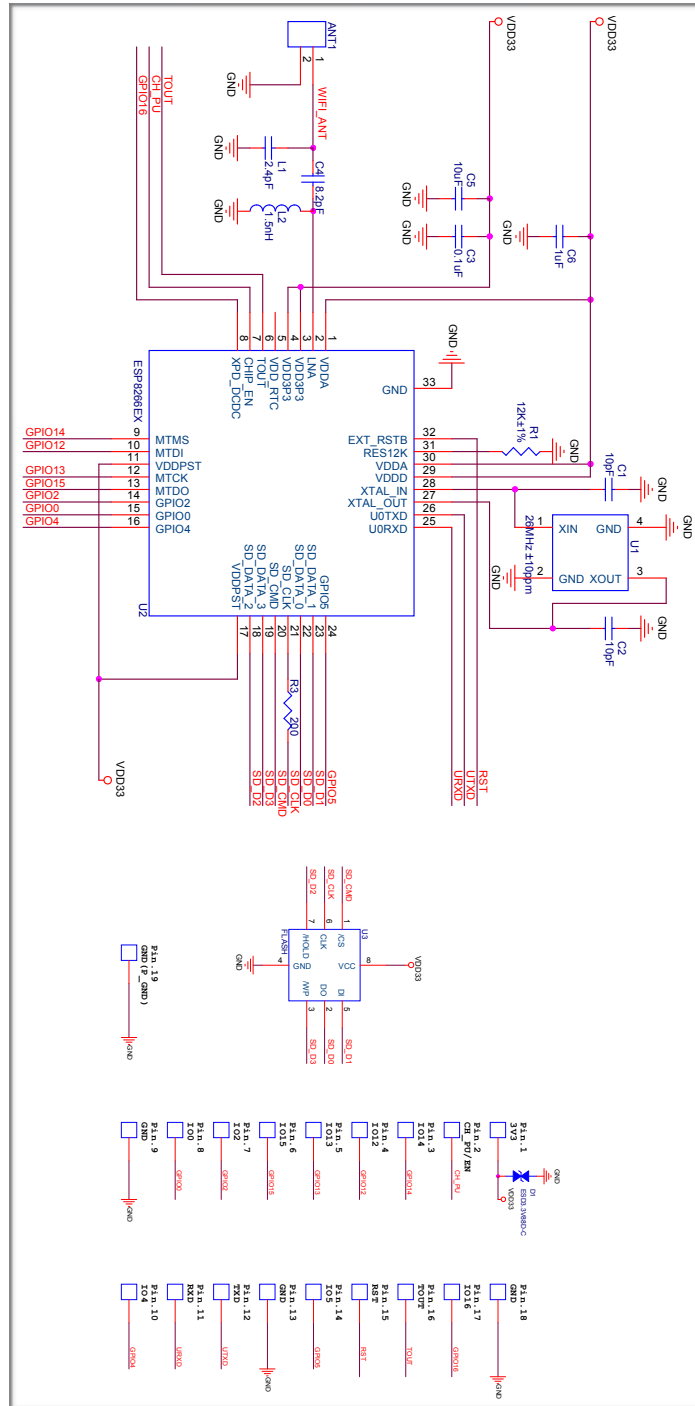 ANT1
1
2
GND
WIFI_ANT
TOUT
CH_PU
GPIO16
L1
2.4pF
GND
C4
8.2pF
L2
1.5nH
GND
VDD33
VDD33
C5
10uF
GND
C3
0.1uF
GND
C6
1uF
GND
ESP8266EX
U2
1
VDDA
2
LNA
3
VDD3P3
4
VDD3P3
5
VDD_RTC
6
TOUT
7
CHIP_EN
8
XPD_DCDC
GPIO14
9
MTMS
GPIO12
10
MTDI
11
VDDPST
GPIO13
12
MTCK
GPIO15
13
MTDO
GPIO2
14
GPIO2
GPIO0
15
GPIO0
GPIO4
16
GPIO4
GND
33
GND
EXT_RSTB
32
RES12K
31
VDDA
30
VDDD
29
XTAL_IN
28
XTAL_OUT
27
U0TXD
26
U0RXD
25
R1
12K±1%
GND
C1
10pF
GND
U1
26MHz ±10ppm
1
XIN
GND
4
GND
GND
2
GND
XOUT
3
C2
10pF
GND
VDDPST
17
SD_DATA_2
18
SD_DATA_3
19
SD_CMD
20
SD_CLK
21
SD_DATA_0
22
SD_DATA_1
23
GPIO5
24
R3
200
VDD33
SD_D2
SD_D3
SD_CMD
SD_CLK
SD_D0
SD_D1
GPIO5
URXD
UTXD
RST
SD_D2
SD_CLK
SD_CMD
7
6
1
U3
FLASH
/HOLD
CLK
/CS
GND
4
GND
VCC
8
VDD33
/WP
DO
DI
3
2
5
SD_D3
SD_D0
SD_D1
Pin.19
GND(P_GND)
GND
Pin.1
3V3
D1
ESD3.3V88D-C
GND
VDD33
Pin.2
CH_PU/EN
CH_PU
Pin.3
IO14
GPIO14
Pin.4
IO12
GPIO12
Pin.5
IO13
GPIO13
Pin.6
IO15
GPIO15
Pin.7
IO2
GPIO2
Pin.8
IO0
GPIO0
Pin.9
GND
GND
Pin.18
GND
GND
Pin.17
IO16
GPIO16
Pin.16
TOUT
TOUT
Pin.15
RST
RST
Pin.14
IO5
GPIO5
Pin.13
GND
GND
Pin.12
TXD
UTXD
Pin.11
RXD
URXD
Pin.10
IO4
GPIO4